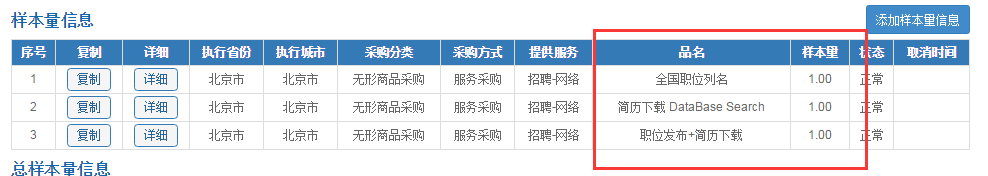 样本量信息 添加样本量信息
序号 复制 详细 执行省份 执行城市 采购分类 采购方式 提供服务 品名 样本量 状态 取消时间
1 复制 详细 北京市 北京市 无形商品采购 服务采购 招聘-网络 全国职位列名 1.00 正常
2 复制 详细 北京市 北京市 无形商品采购 服务采购 招聘-网络 简历下载 DataBase Search 1.00 正常
3 复制 详细 北京市 北京市 无形商品采购 服务采购 招聘-网络 职位发布+简历下载 1.00 正常
总样本量信息